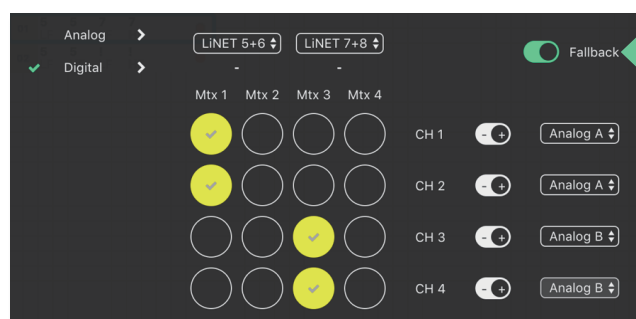 Analog
Digital
LiNET 5+6 LiNET 7+8
- -
Fallback
Mtx 1 Mtx 2 Mtx 3 Mtx 4
CH 1 - + Analog A
CH 2 - + Analog A
CH 3 - + Analog B
CH 4 - + Analog B